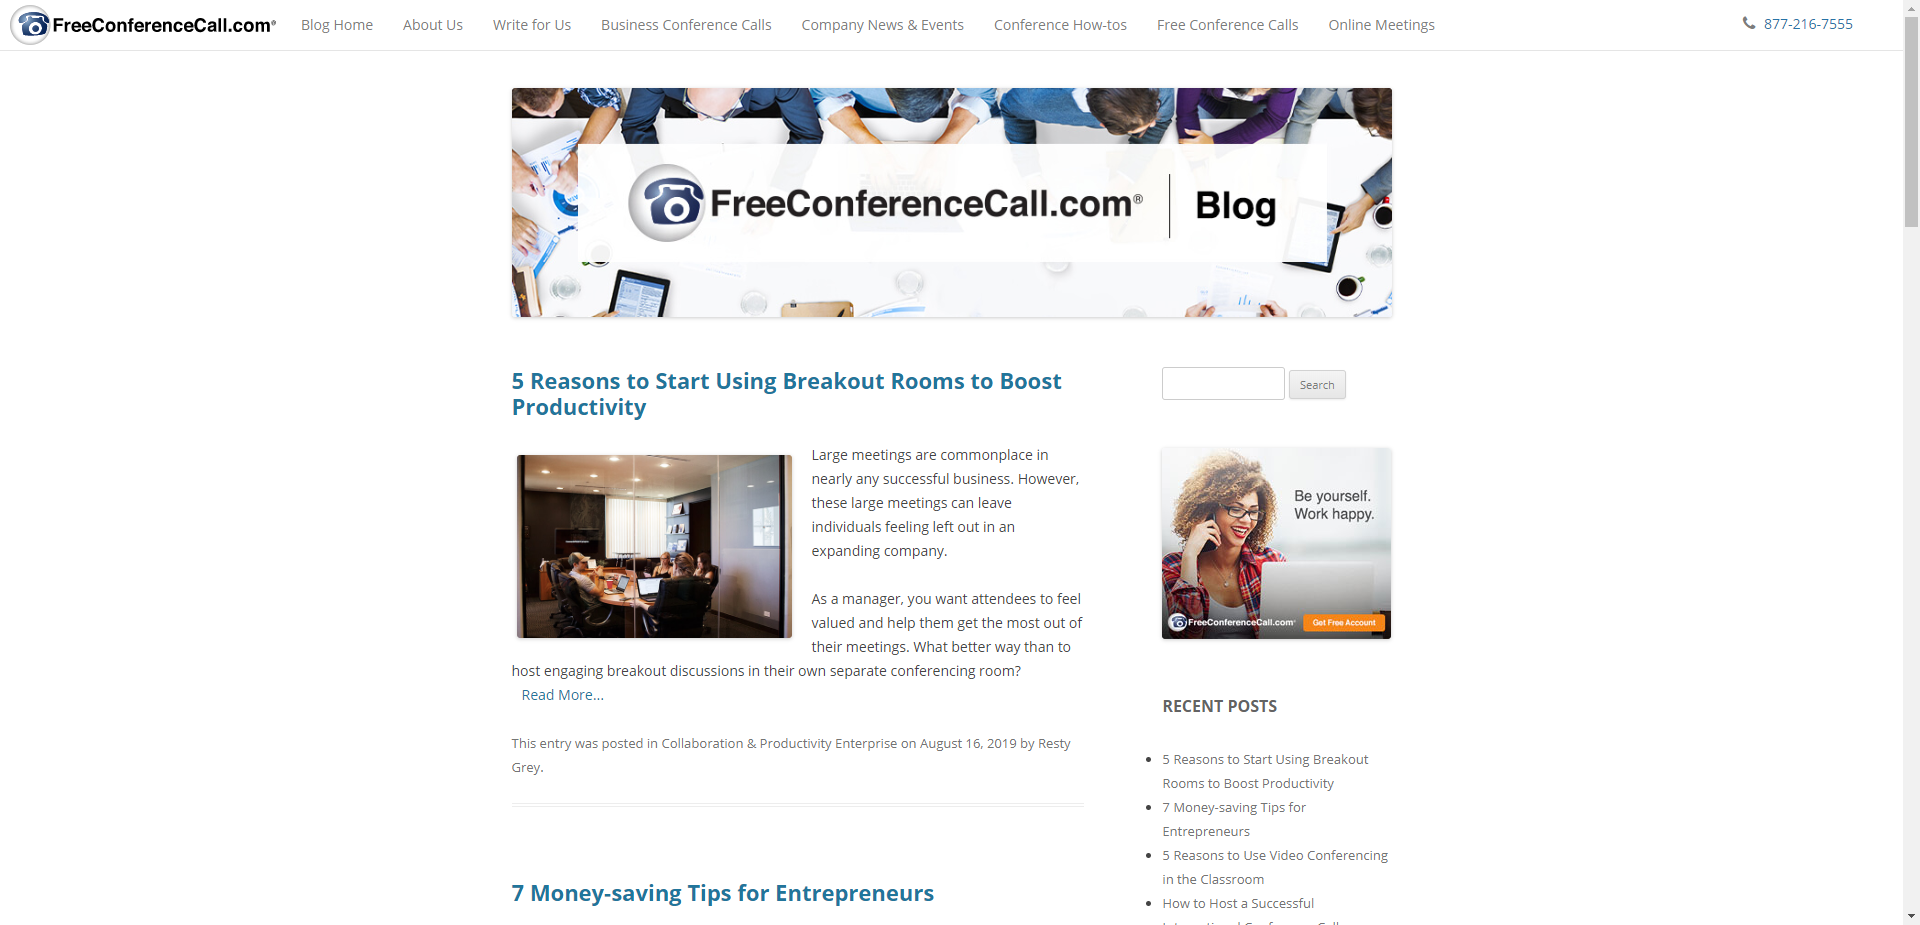 FreeConferenceCall.com®
Blog Home About Us Write for Us Business Conference Calls Company News & Events Conference How-tos Free Conference Calls Online Meetings
877-216-7555
FreeConferenceCall.com® Blog
5 Reasons to Start Using Breakout Rooms to Boost
Productivity
Large meetings are commonplace in
nearly any successful business. However,
these large meetings can leave
individuals feeling left out in an
expanding company.
As a manager, you want attendees to feel
valued and help them get the most out of
their meetings. What better way than to
host engaging breakout discussions in their own separate conferencing room?
Read More...
This entry was posted in Collaboration & Productivity Enterprise on August 16, 2019 by Resty
Grey.
7 Money-saving Tips for Entrepreneurs
Search
Be yourself.
Work happy.
FreeConferenceCall.com®
Get Free Account
RECENT POSTS
5 Reasons to Start Using Breakout
Rooms to Boost Productivity
7 Money-saving Tips for
Entrepreneurs
5 Reasons to Use Video Conferencing
in the Classroom
How to Host a Successful